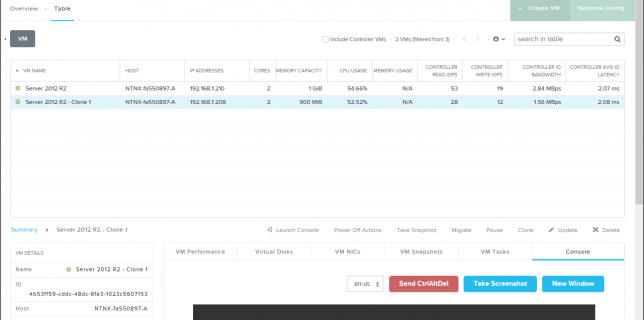 Overview · Table
+ Create VM Network Config
VM
Include Controller VMs · 2 VMs (filtered from 3) · < > · search in table
VM NAME HOST IP ADDRESSES CORES MEMORY CAPACITY CPU USAGE MEMORY USAGE CONTROLLER READ IOPS CONTROLLER WRITE IOPS CONTROLLER IO BANDWIDTH CONTROLLER AVG IO LATENCY
Server 2012 R2 NTNX-fa550897-A 192.168.1.210 2 1 GiB 54.66% N/A 53 19 2.84 MBps 2.07 ms
Server 2012 R2 - Clone 1 NTNX-fa550897-A 192.168.1.208 2 900 MiB 52.52% N/A 28 12 1.56 MBps 2.08 ms
Summary > Server 2012 R2 - Clone 1 Launch Console Power Off Actions Take Snapshot Migrate Pause Clone Update Delete
VM DETAILS
Name Server 2012 R2 - Clone 1
ID
4b53ff59-cddc-48dc-8fe3-1023c5607153
Host NTNX-fa550897-A
VM Performance Virtual Disks VM NICs VM Snapshots VM Tasks Console
en-us Send CtrlAltDel Take Screenshot New Window